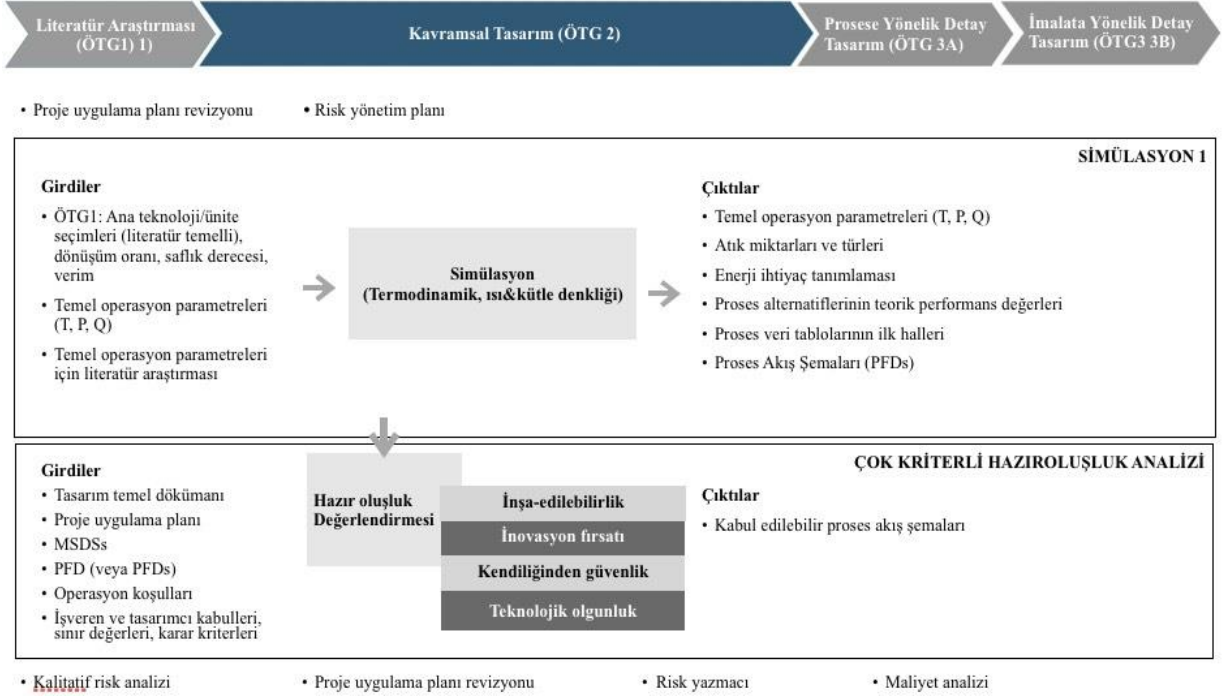 Literatür Araştırması
(ÖTG1) 1)
Kavramsal Tasarım (ÖTG 2)
Prosese Yönelik Detay
Tasarım (ÖTG 3A)
İmalata Yönelik Detay
Tasarım (ÖTG3 3B)
• Proje uygulama planı revizyonu
• Risk yönetim planı
SİMÜLASYON 1
Girdiler
• ÖTG1: Ana teknoloji/ünite
seçimleri (literatür temelli),
dönüşüm oranı, saflık derecesi,
verim
• Temel operasyon parametreleri
(T, P, Q)
• Temel operasyon parametreleri
için literatür araştırması
Simülasyon
(Termodinamik, ısı&kütle denkliği)
Çıktılar
• Temel operasyon parametreleri (T, P, Q)
• Atık miktarları ve türleri
• Enerji ihtiyaç tanımlaması
• Proses alternatiflerinin teorik performans değerleri
• Proses veri tablolarının ilk halleri
• Proses Akış Şemaları (PFDs)
ÇOK KRİTERLİ HAZIROLUŞLUK ANALİZİ
Girdiler
• Tasarım temel dökümanı
• Proje uygulama planı
• MSDSs
• PFD (veya PFDs)
• Operasyon koşulları
• İşveren ve tasarımcı kabulleri,
sınır değerleri, karar kriterleri
Hazır oluşluk
Değerlendirmesi
İnşa-edilebilirlik
İnovasyon fırsatı
Kendiliğinden güvenlik
Teknolojik olgunluk
Çıktılar
• Kabul edilebilir proses akış şemaları
• Kalitatif risk analizi
• Proje uygulama planı revizyonu
• Risk yazmacı
• Maliyet analizi